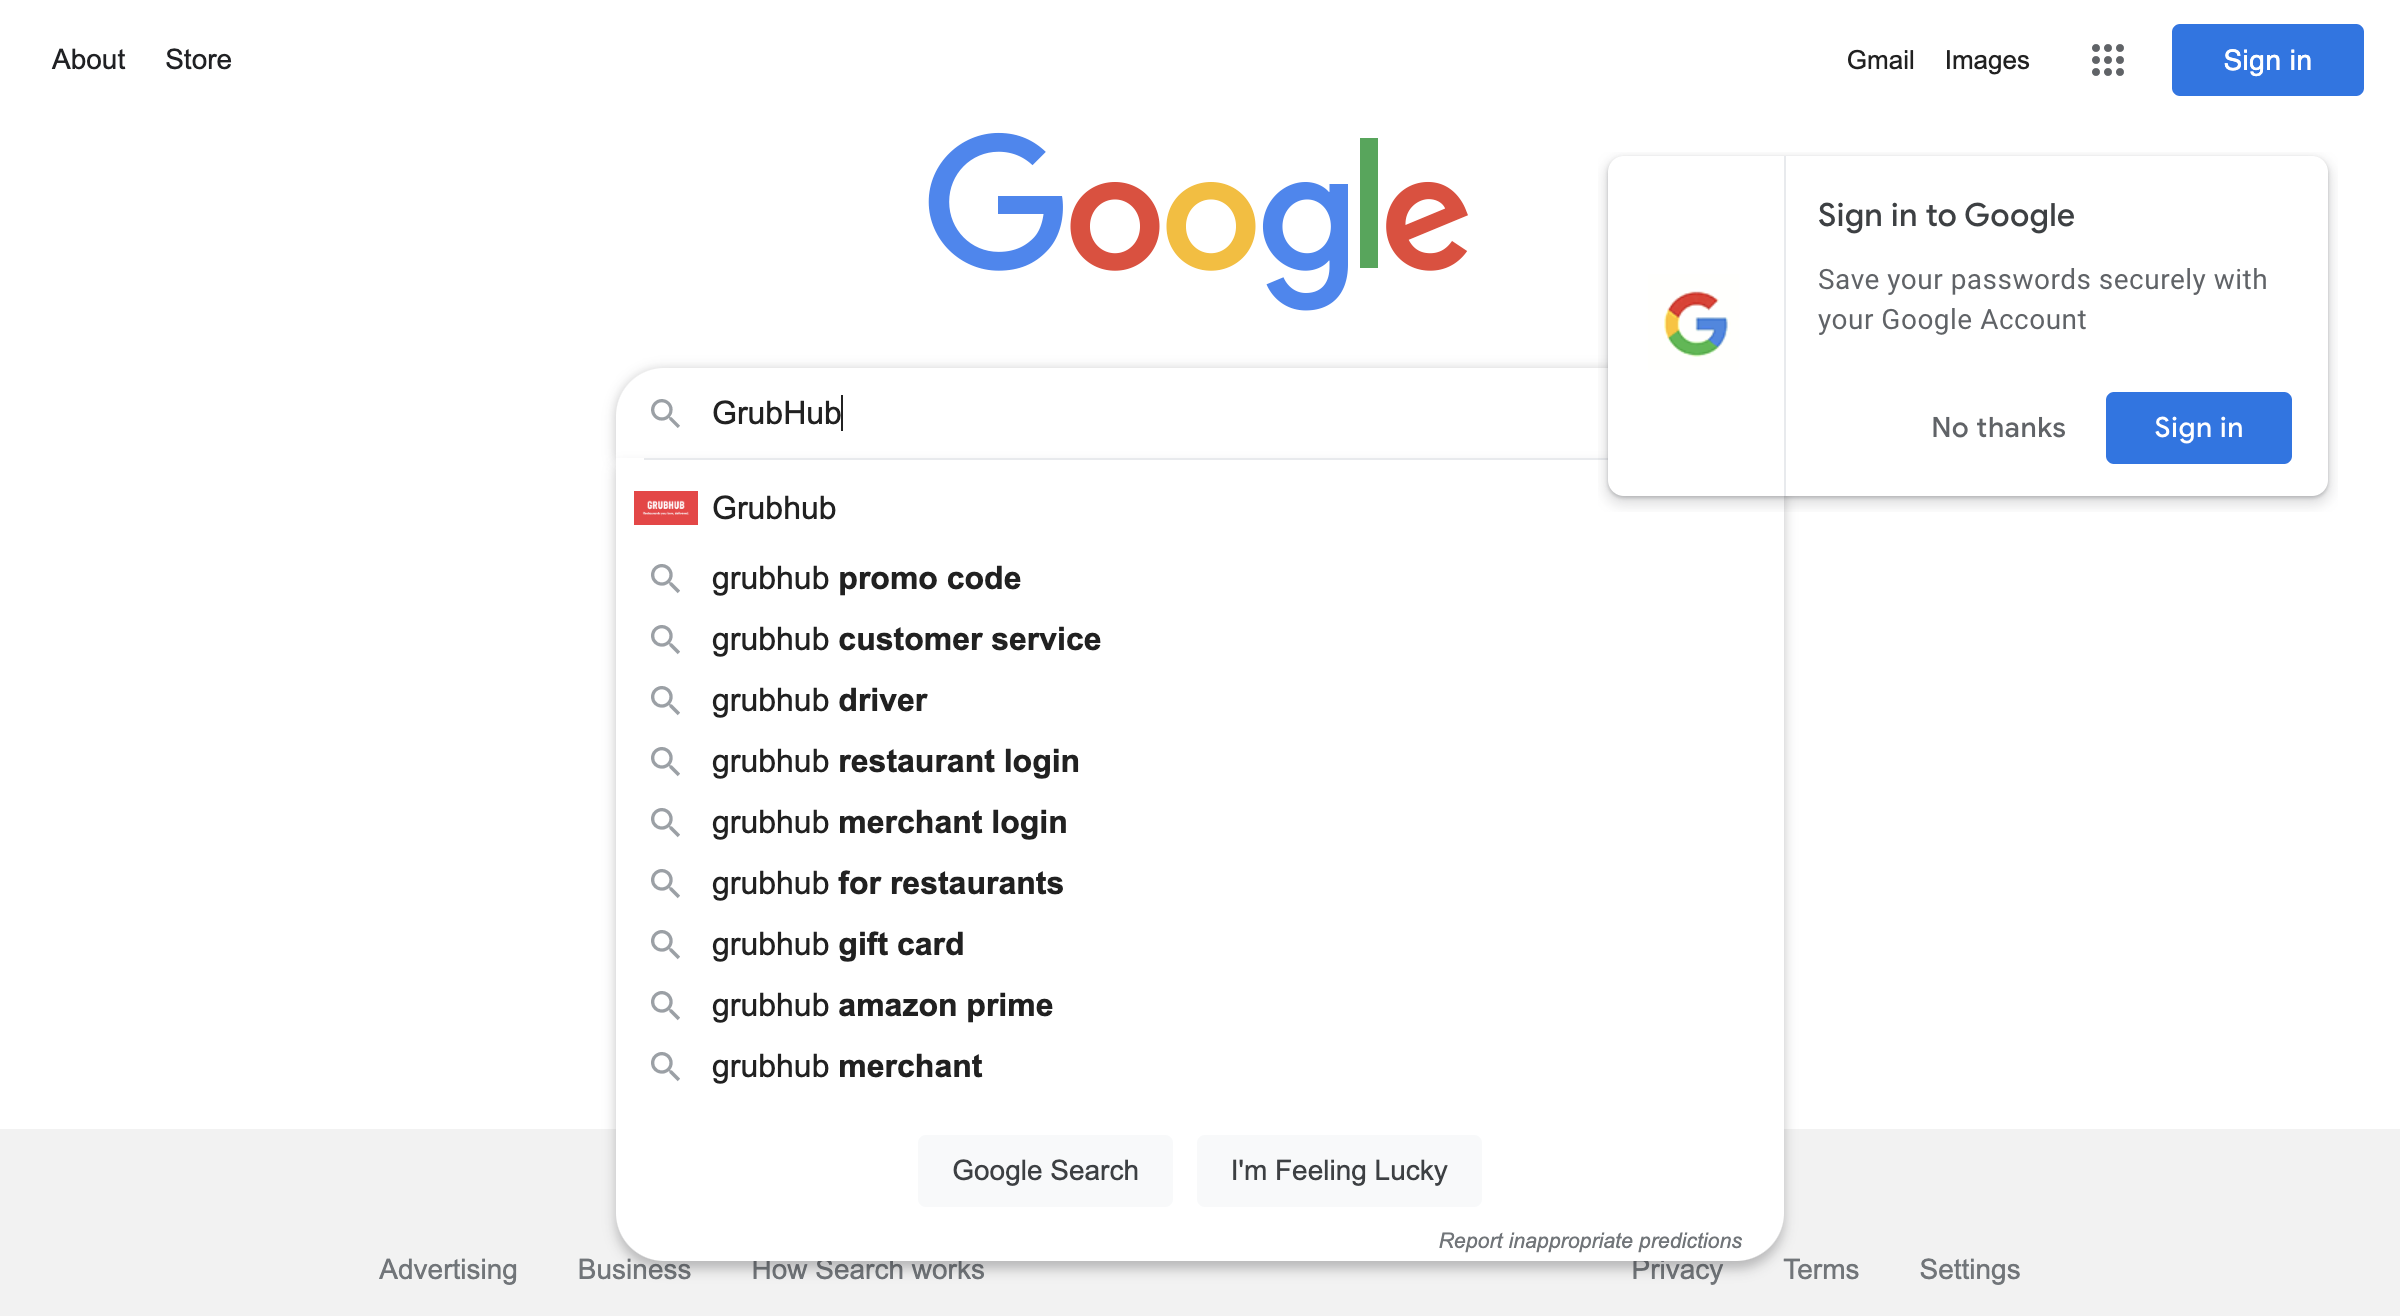 About Store
Gmail Images Sign in
Google
Sign in to Google
Save your passwords securely with
your Google Account
No thanks Sign in
GrubHub
GRUBHUB
Grubhub
grubhub promo code
grubhub customer service
grubhub driver
grubhub restaurant login
grubhub merchant login
grubhub for restaurants
grubhub gift card
grubhub amazon prime
grubhub merchant
Google Search I'm Feeling Lucky
Report inappropriate predictions
Advertising Business How Search works Privacy Terms Settings